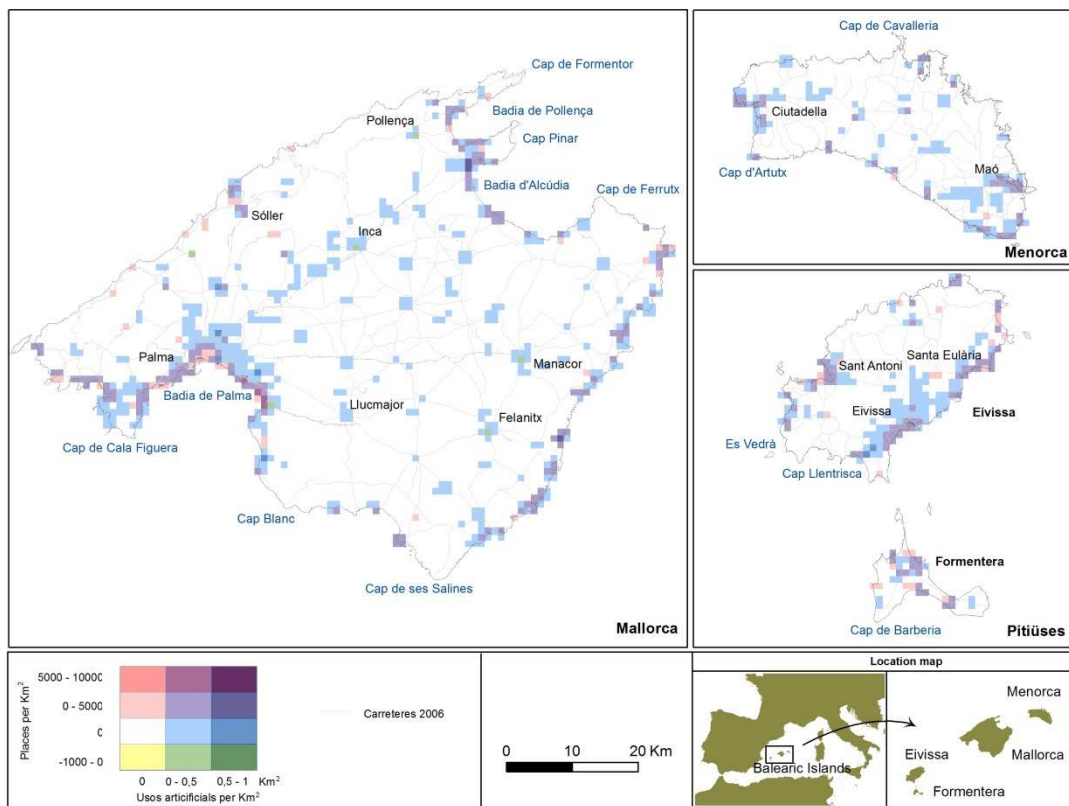 Cap de Formentor
Badia de Pollença
Pollença
Cap Pinar
Badia d'Alcúdia
Cap de Ferrutx
Sóller
Inca
Palma
Manacor
Badia de Palma
Llucmajor
Felanitx
Cap de Cala Figuera
Cap Blanc
Cap de ses Salines
Mallorca
Cap de Cavalleria
Ciutadella
Cap d'Artutx
Maó
Menorca
Sant Antoni
Santa Eulària
Eivissa
Eivissa
Es Vedrà
Cap Llentrisca
Formentera
Cap de Barberia
Pitiüses
Places per Km²
5000 - 10000
0 - 5000
0
-1000 - 0
0
0 - 0,5
0,5 - 1
Km²
Usos articificials per Km²
Carreteres 2006
0
10
20 Km
Location map
Balearic Islands
Menorca
Eivissa
Mallorca
Formentera